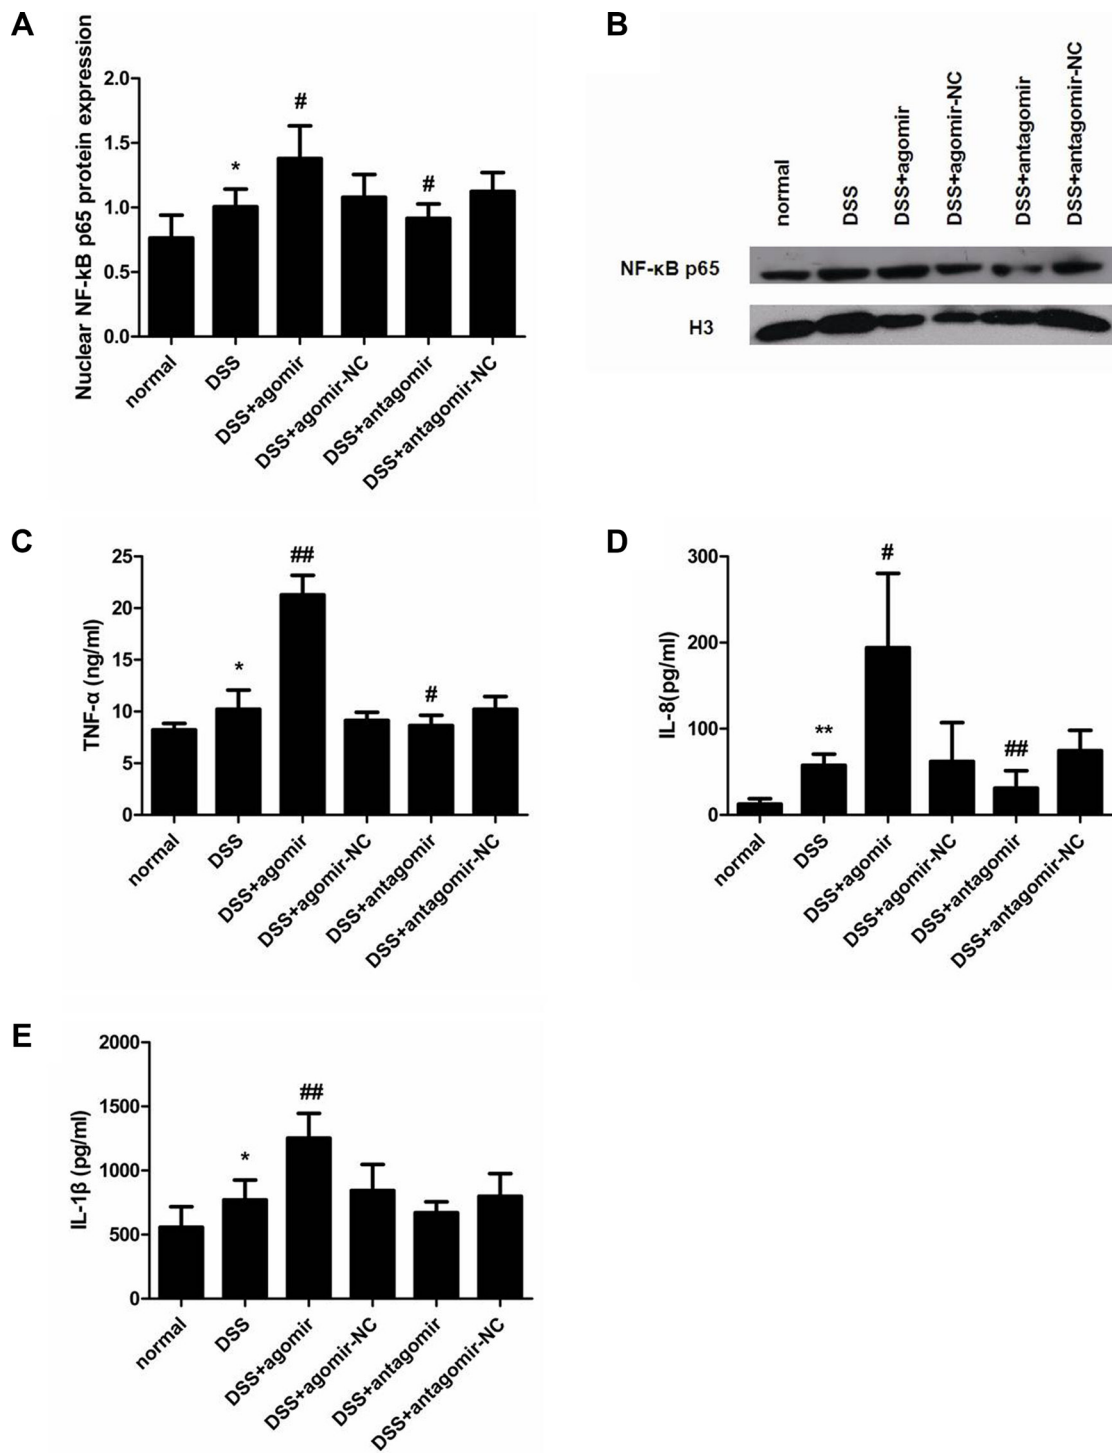 A
Nuclear NF-kB p65 protein expression
2.0
1.5
1.0
0.5
0.0
*
#
#
normal
DSS
DSS+agomir
DSS+agomir-NC
DSS+antagomir
DSS+antagomir-NC
B
normal
DSS
DSS+agomir
DSS+agomir-NC
DSS+antagomir
DSS+antagomir-NC
NF-κB p65
H3
C
TNF-α (ng/ml)
25
20
15
10
5
0
*
##
#
normal
DSS
DSS+agomir
DSS+agomir-NC
DSS+antagomir
DSS+antagomir-NC
D
IL-8(pg/ml)
300
200
100
0
**
#
##
normal
DSS
DSS+agomir
DSS+agomir-NC
DSS+antagomir
DSS+antagomir-NC
E
IL-1β (pg/ml)
2000
1500
1000
500
0
*
##
normal
DSS
DSS+agomir
DSS+agomir-NC
DSS+antagomir
DSS+antagomir-NC